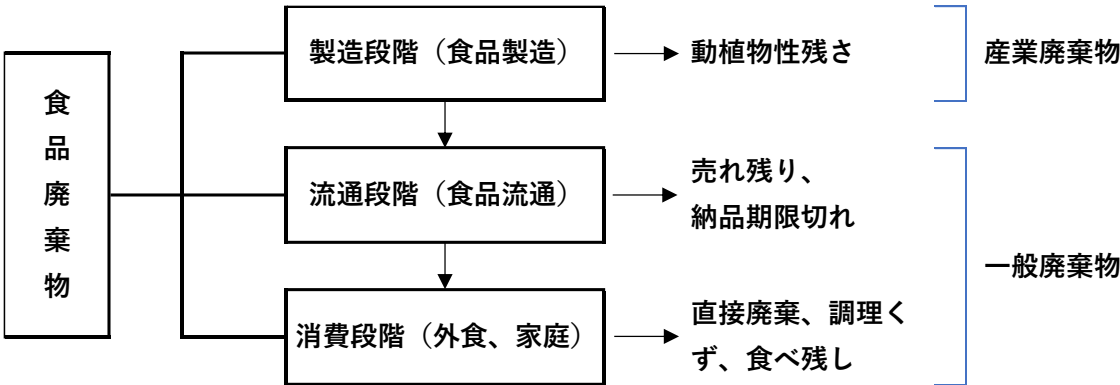 食品廃棄物
製造段階（食品製造）
動植物性残さ
産業廃棄物
流通段階（食品流通）
売れ残り、
納品期限切れ
一般廃棄物
消費段階（外食、家庭）
直接廃棄、調理く
ず、食べ残し